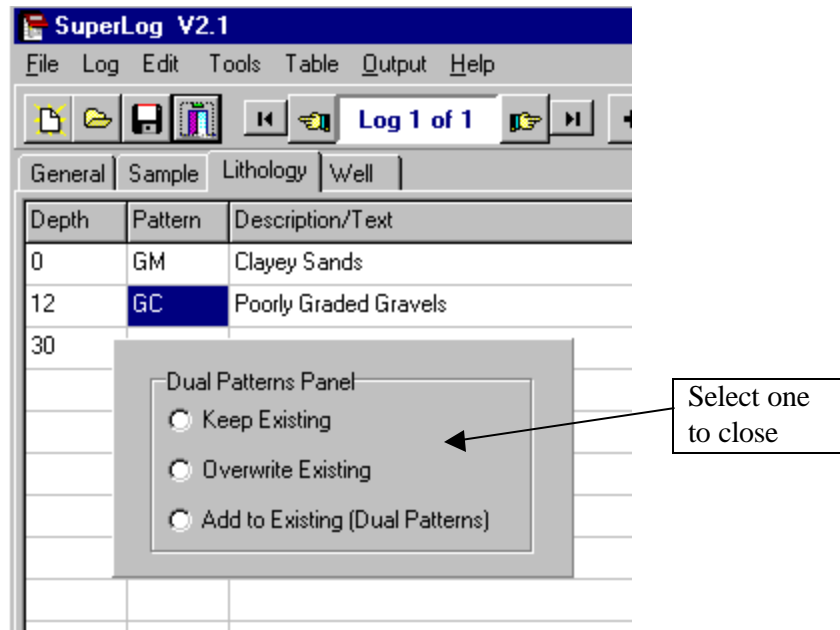 SuperLog V2.1
File Log Edit Tools Table Output Help
Log 1 of 1
General Sample Lithology Well
Depth Pattern Description/Text
0 GM Clayey Sands
12 GC Poorly Graded Gravels
30
Dual Patterns Panel
Keep Existing
Overwrite Existing
Add to Existing (Dual Patterns)
Select one
to close